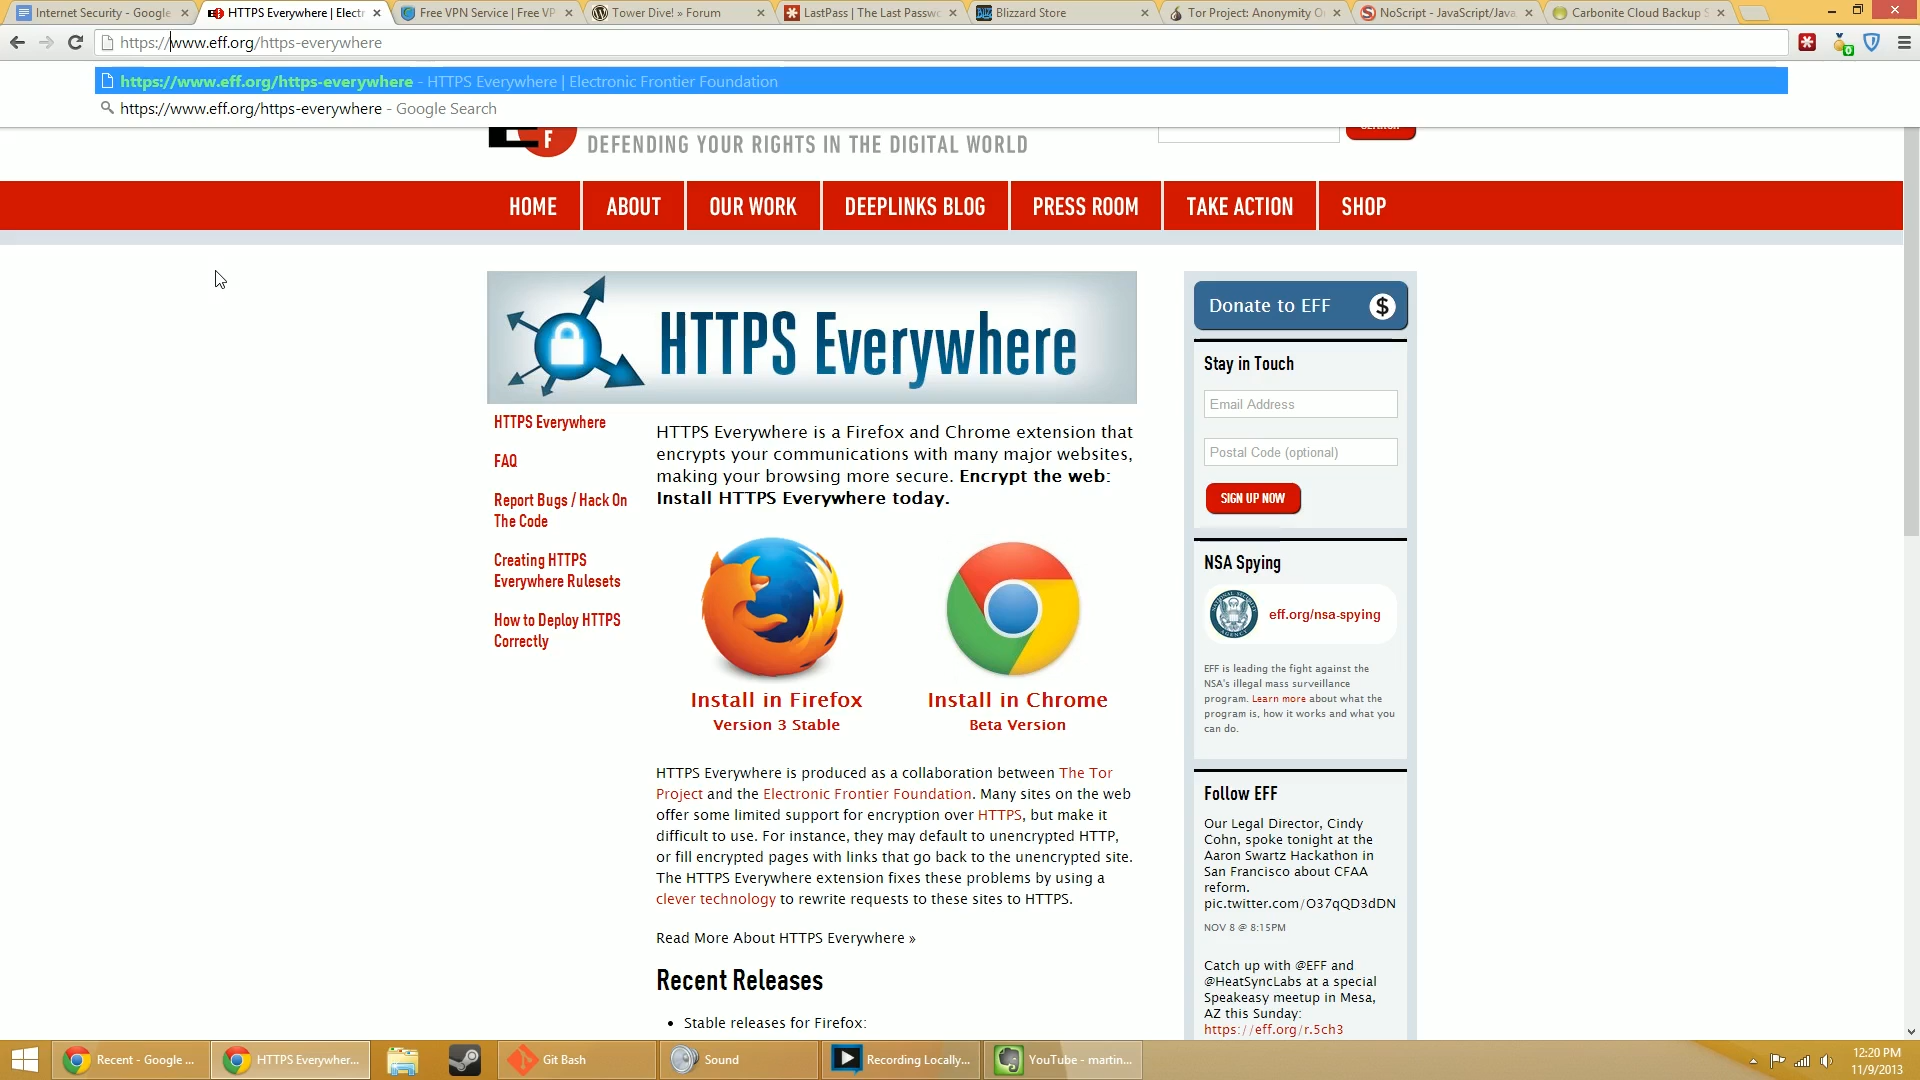 Internet Security - Google
HTTPS Everywhere | Electr
Free VPN Service | Free VP
Tower Dive! » Forum
LastPass | The Last Passwo
Blizzard Store
Tor Project: Anonymity O
NoScript - JavaScript/Java
Carbonite Cloud Backup S
https://www.eff.org/https-everywhere
https://www.eff.org/https-everywhere - HTTPS Everywhere | Electronic Frontier Foundation
https://www.eff.org/https-everywhere - Google Search
DEFENDING YOUR RIGHTS IN THE DIGITAL WORLD
HOME
ABOUT
OUR WORK
DEEPLINKS BLOG
PRESS ROOM
TAKE ACTION
SHOP
HTTPS Everywhere
HTTPS Everywhere
FAQ
Report Bugs / Hack On
The Code
Creating HTTPS
Everywhere Rulesets
How to Deploy HTTPS
Correctly
HTTPS Everywhere is a Firefox and Chrome extension that
encrypts your communications with many major websites,
making your browsing more secure. Encrypt the web:
Install HTTPS Everywhere today.
Install in Firefox
Version 3 Stable
Install in Chrome
Beta Version
HTTPS Everywhere is produced as a collaboration between The Tor
Project and the Electronic Frontier Foundation. Many sites on the web
offer some limited support for encryption over HTTPS, but make it
difficult to use. For instance, they may default to unencrypted HTTP,
or fill encrypted pages with links that go back to the unencrypted site.
The HTTPS Everywhere extension fixes these problems by using a
clever technology to rewrite requests to these sites to HTTPS.
Read More About HTTPS Everywhere »
Recent Releases
• Stable releases for Firefox:
Donate to EFF $
Stay in Touch
Email Address
Postal Code (optional)
SIGN UP NOW
NSA Spying
eff.org/nsa-spying
EFF is leading the fight against the
NSA's illegal mass surveillance
program. Learn more about what the
program is, how it works and what you
can do.
Follow EFF
Our Legal Director, Cindy
Cohn, spoke tonight at the
Aaron Swartz Hackathon in
San Francisco about CFAA
reform.
pic.twitter.com/O37qQD3dDN
NOV 8 @ 8:15PM
Catch up with @EFF and
@HeatSyncLabs at a special
Speakeasy meetup in Mesa,
AZ this Sunday:
https://eff.org/r.5ch3
Recent - Google ...
HTTPS Everywher...
Git Bash
Sound
Recording Locally...
YouTube - martin...
12:20 PM
11/9/2013